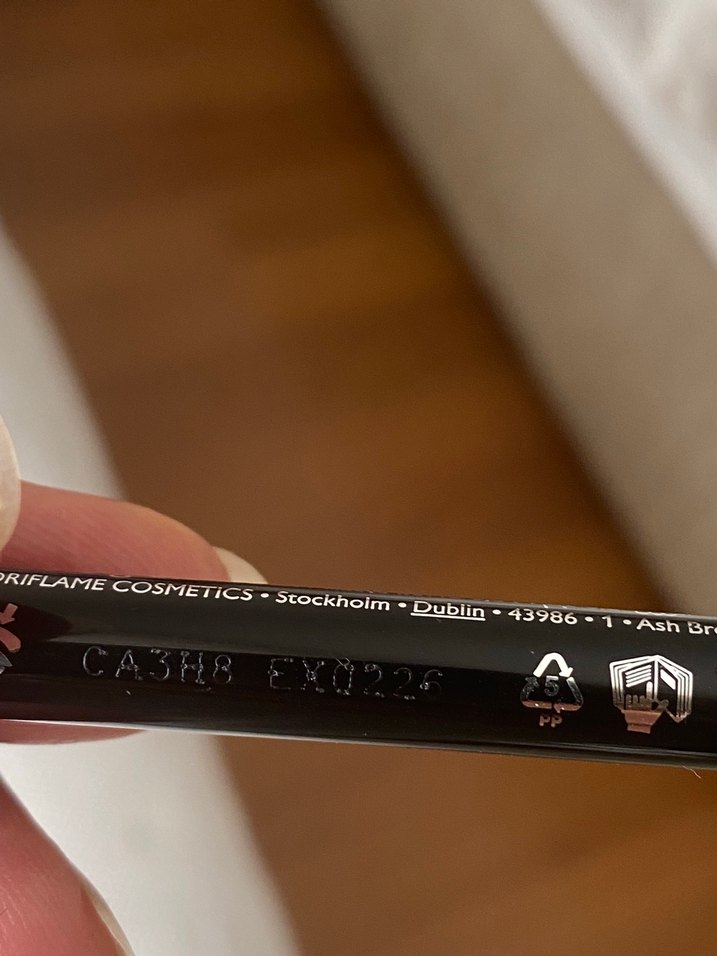 ORIFLAME COSMETICS • Stockholm • Dublin • 43986 • 1 • Ash
CA3H8 EX0226
5
PP